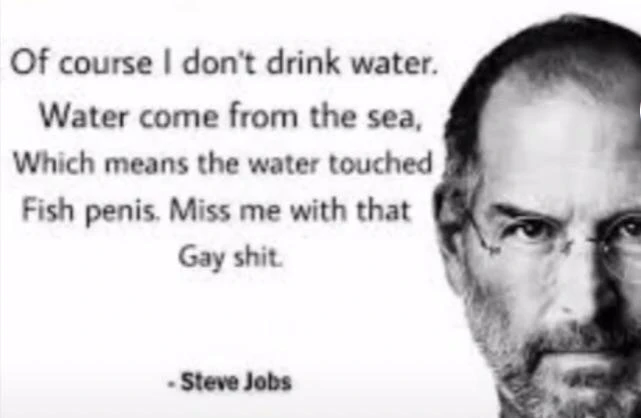 Of course I don't drink water.
Water come from the sea,
Which means the water touched
Fish penis. Miss me with that
Gay shit.
- Steve Jobs